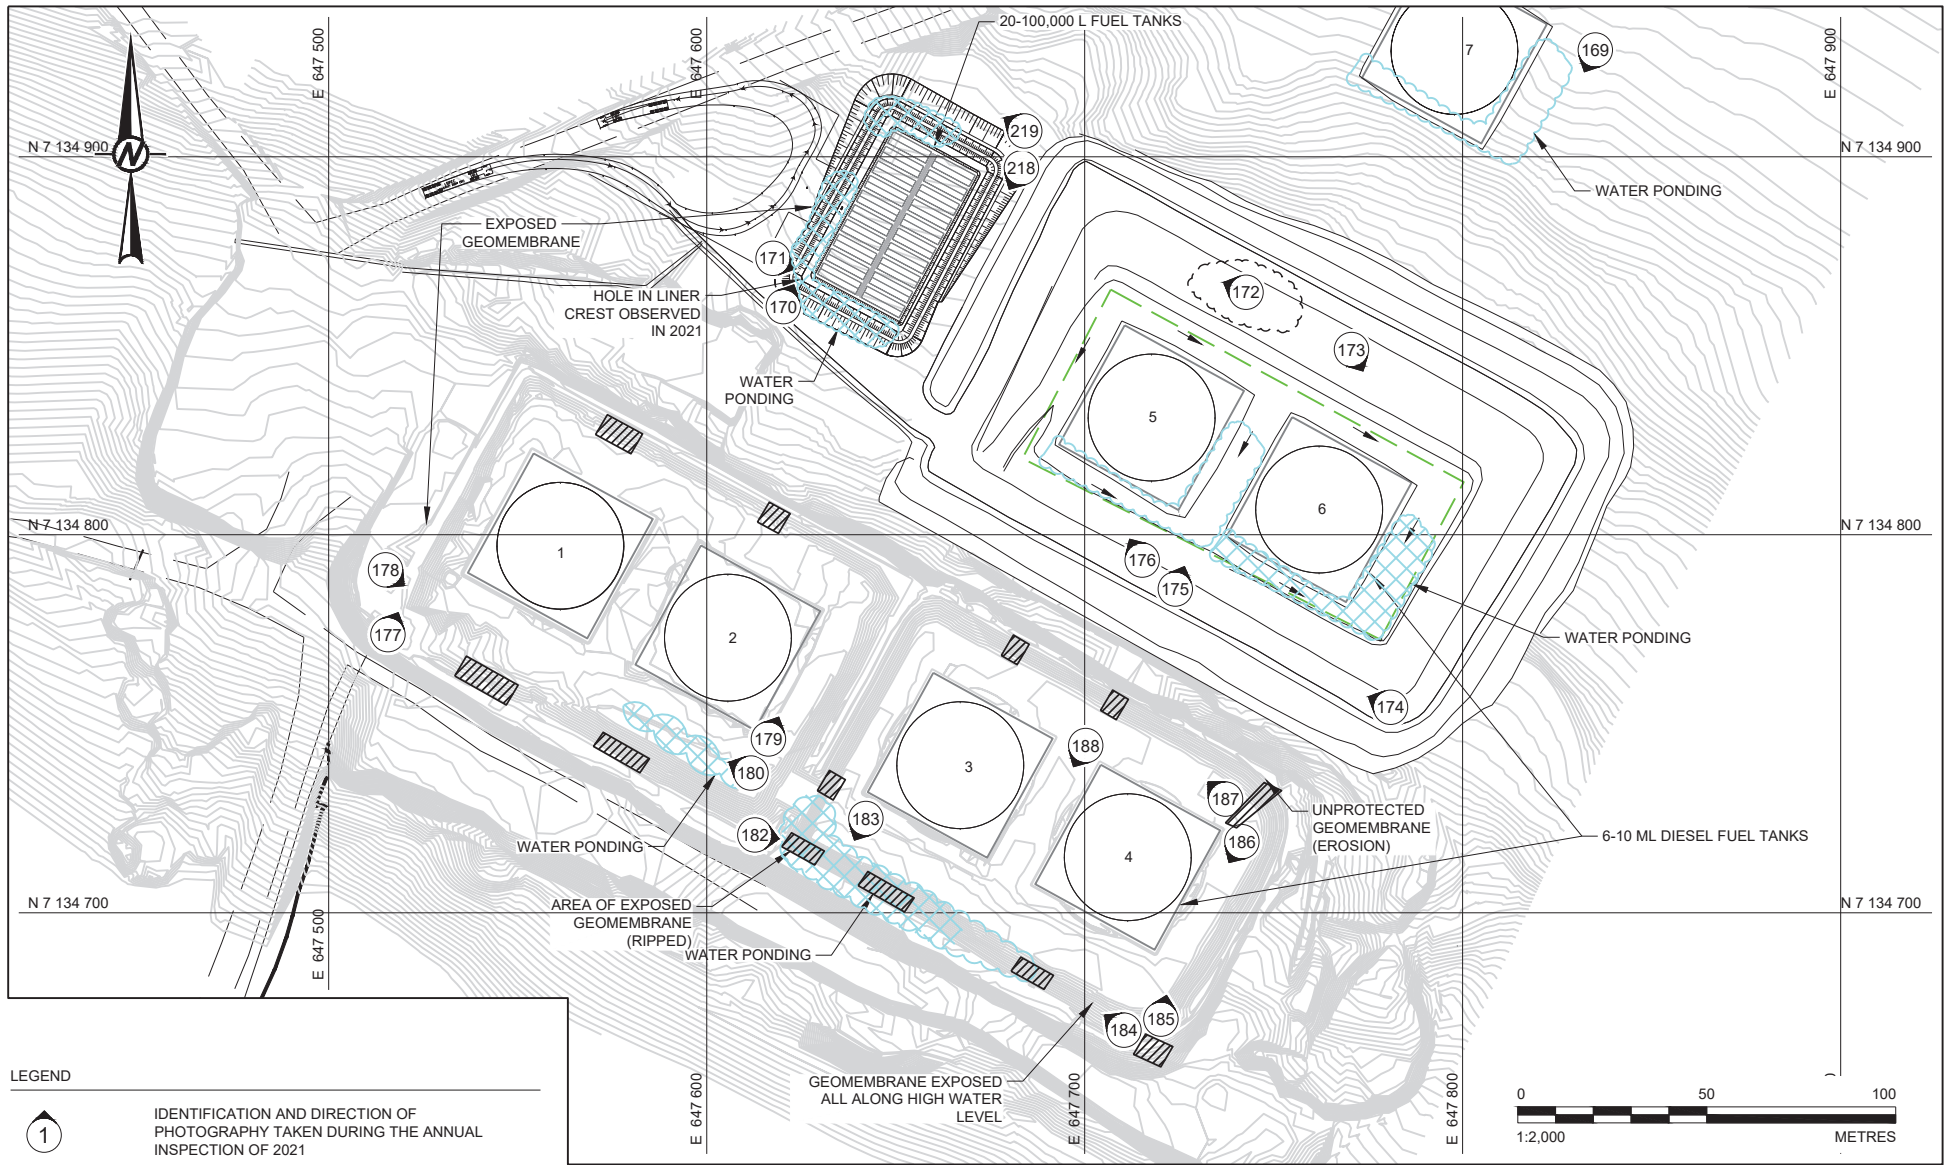 20-100,000 L FUEL TANKS
E 647 500
E 647 600
E 647 900
7
169
219
218
N
N 7 134 900
N 7 134 900
WATER PONDING
EXPOSED
GEOMEMBRANE
171
170
HOLE IN LINER
CREST OBSERVED
IN 2021
172
173
WATER
PONDING
5
6
N 7 134 800
N 7 134 800
1
178
176
175
177
2
WATER PONDING
174
179
180
188
3
187
UNPROTECTED
GEOMEMBRANE
(EROSION)
183
182
186
6-10 ML DIESEL FUEL TANKS
WATER PONDING
4
AREA OF EXPOSED
GEOMEMBRANE
(RIPPED)
N 7 134 700
N 7 134 700
WATER PONDING
E 647 500
184
185
GEOMEMBRANE EXPOSED
ALL ALONG HIGH WATER
LEVEL
E 647 600
E 647 700
E 647 800
LEGEND
1
IDENTIFICATION AND DIRECTION OF
PHOTOGRAPHY TAKEN DURING THE ANNUAL
INSPECTION OF 2021
0 50 100
1:2,000 METRES